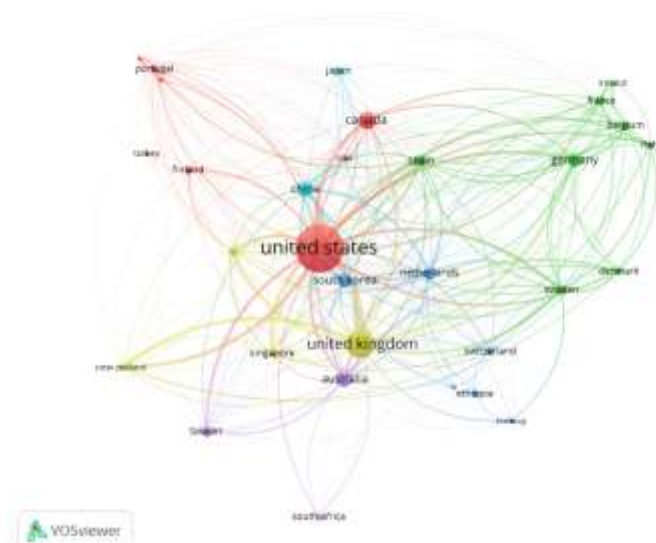 portugal
japan
canada
france
belgium
turkey
finland
spain
germany
china
united states
south korea
netherlands
denmark
sweden
united kingdom
singapore
switzerland
new zealand
australia
ethiopia
taiwan
south africa
VOSviewer